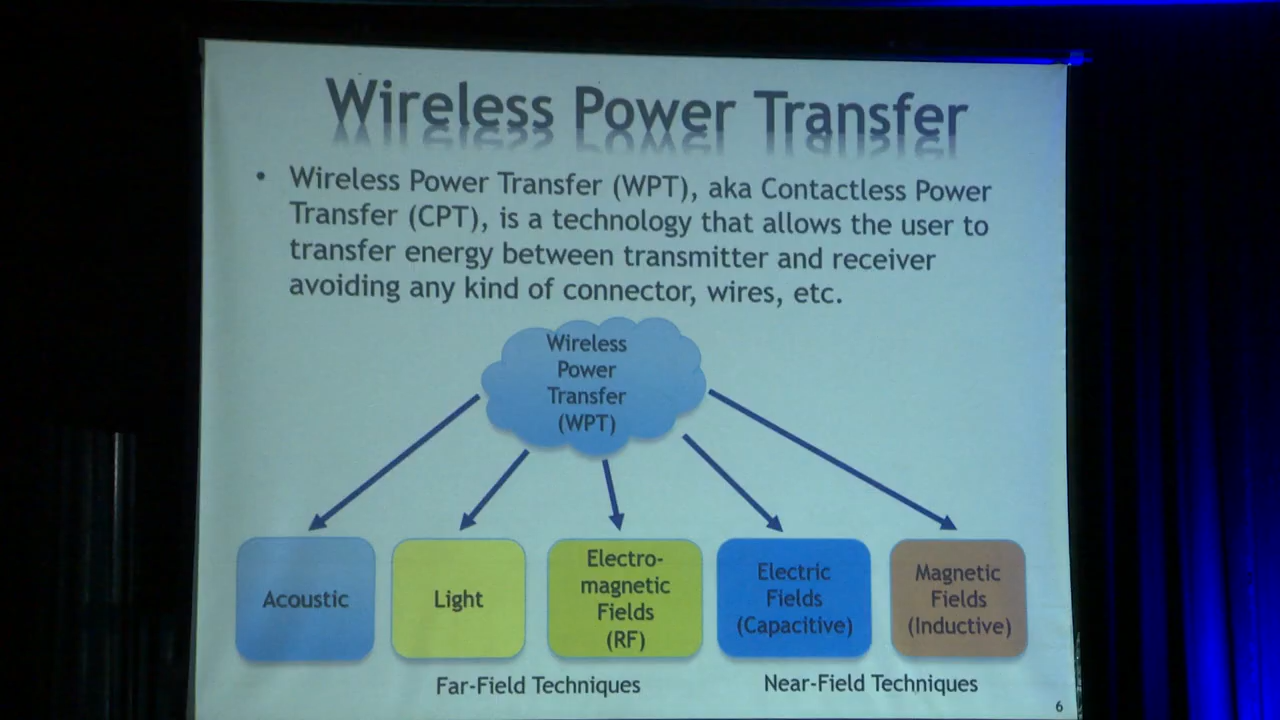 Wireless Power Transfer
• Wireless Power Transfer (WPT), aka Contactless Power
Transfer (CPT), is a technology that allows the user to
transfer energy between transmitter and receiver
avoiding any kind of connector, wires, etc.
Wireless
Power
Transfer
(WPT)
Acoustic
Light
Electro-
magnetic
Fields
(RF)
Electric
Fields
(Capacitive)
Magnetic
Fields
(Inductive)
Far-Field Techniques
Near-Field Techniques
6